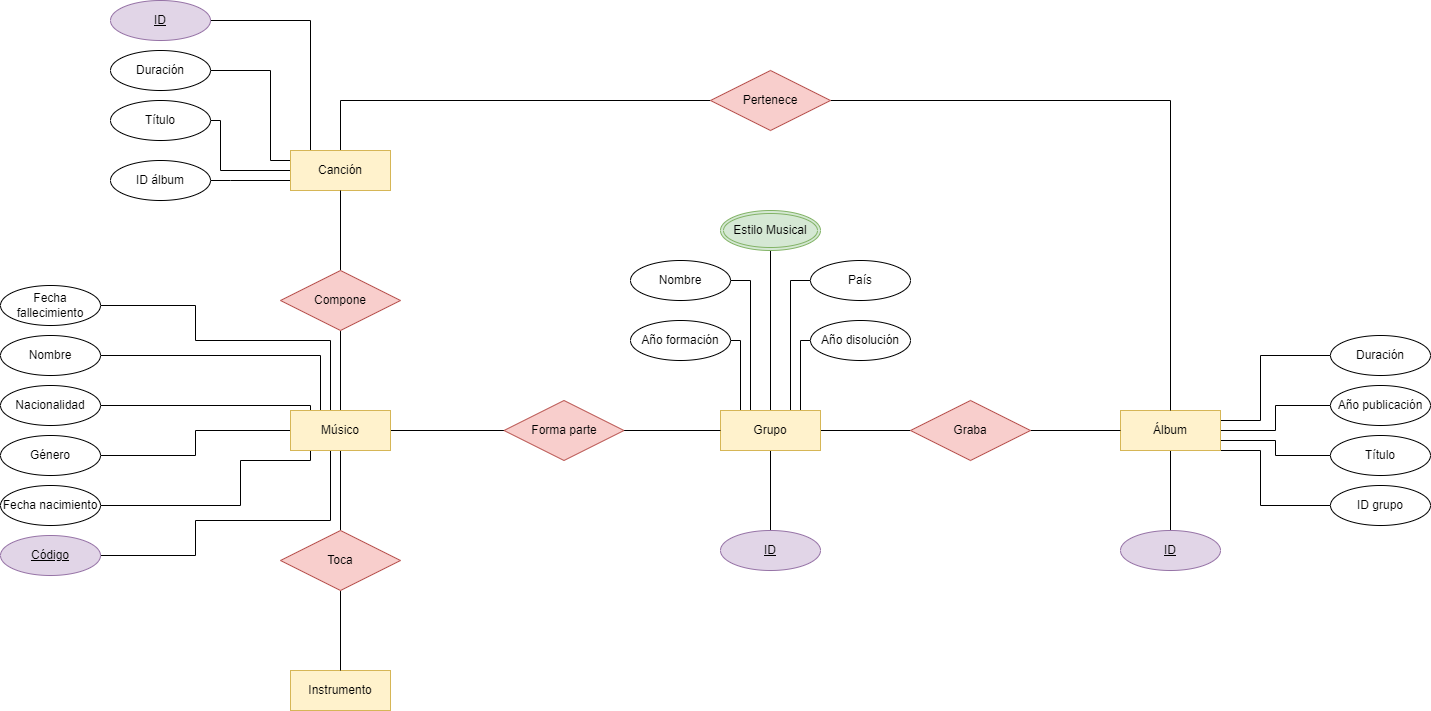 ID
Duración
Pertenece
Título
Canción
ID álbum
Estilo Musical
Nombre
País
Compone
Fecha
fallecimiento
Año formación
Año disolución
Nombre
Duración
Nacionalidad
Año publicación
Músico
Forma parte
Grupo
Graba
Álbum
Género
Título
Fecha nacimiento
ID grupo
Código
Toca
ID
ID
Instrumento